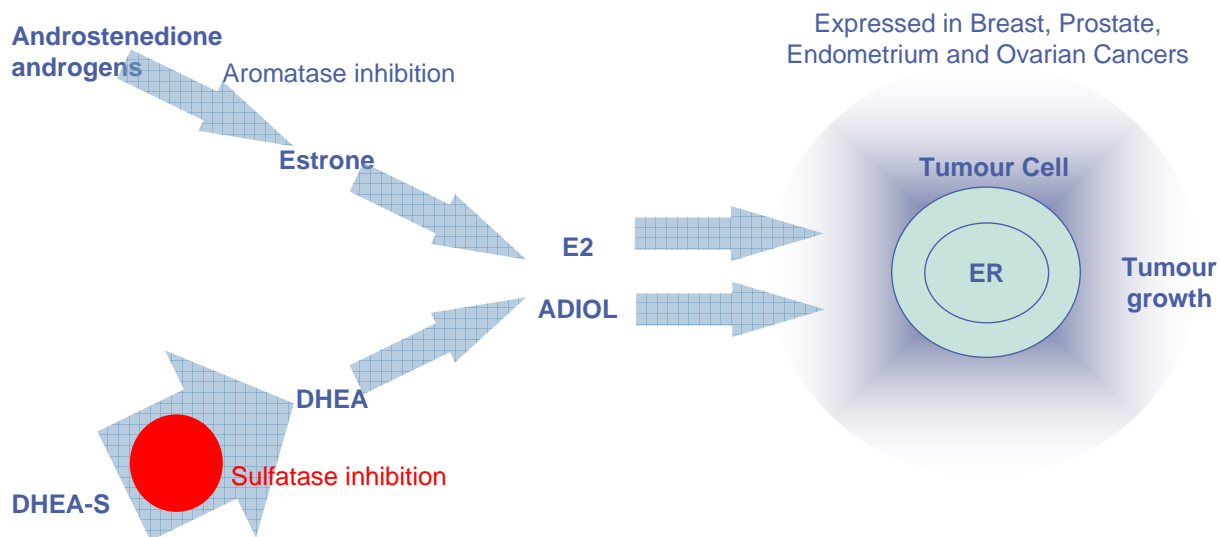 Androstenedione
androgens
Aromatase inhibition
Estrone
E2
ADIOL
DHEA
Sulfatase inhibition
DHEA-S
Expressed in Breast, Prostate,
Endometrium and Ovarian Cancers
Tumour Cell
ER
Tumour
growth